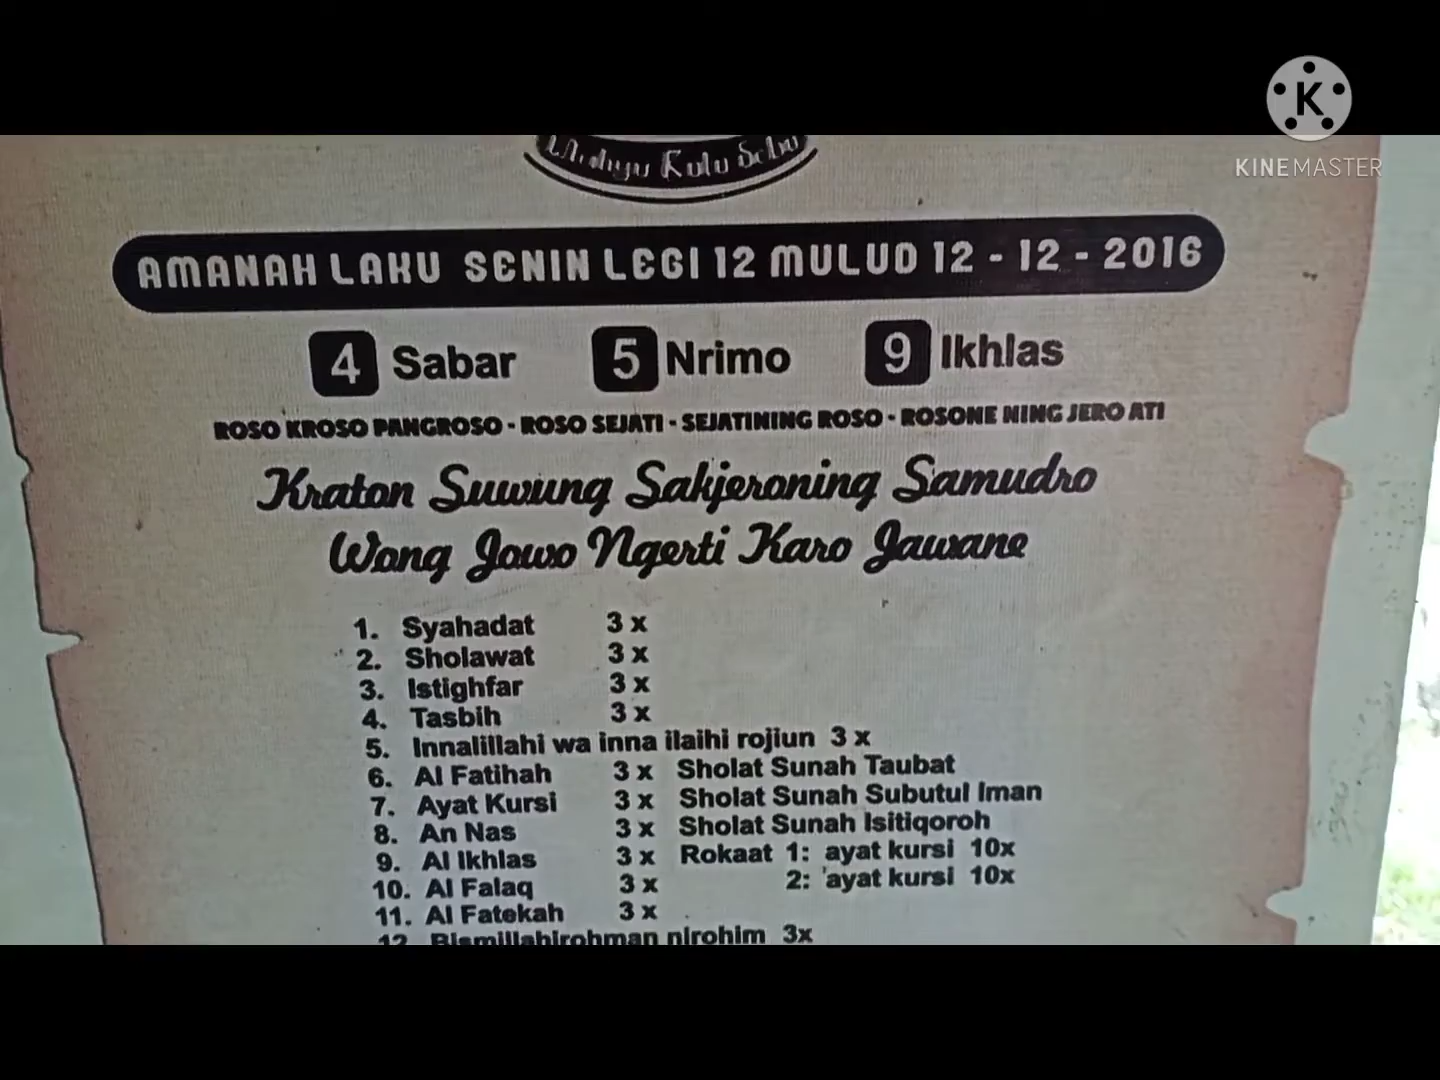 K
KINEMASTER
AMANAH LAKU SENIN LEGI 12 MULUD 12 - 12 - 2016
4 Sabar 5 Nrimo 9 Ikhlas
ROSO KROSO PANGROSO - ROSO SEJATI - SEJATINING ROSO - ROSONE NING JERO ATI
Kraton Suwung Sakjeroning Samudro
Wong Jowo Ngerti Karo Jawane
1. Syahadat 3 x
2. Sholawat 3 x
3. Istighfar 3 x
4. Tasbih 3 x
5. Innalillahi wa inna ilaihi rojiun 3 x
6. Al Fatihah 3 x Sholat Sunah Taubat
7. Ayat Kursi 3 x Sholat Sunah Subutul Iman
8. An Nas 3 x Sholat Sunah Isitiqoroh
9. Al Ikhlas 3 x Rokaat 1: ayat kursi 10x
10. Al Falaq 3 x 2: ayat kursi 10x
11. Al Fatekah 3 x
12. Bismillahirohman nirohim 3x